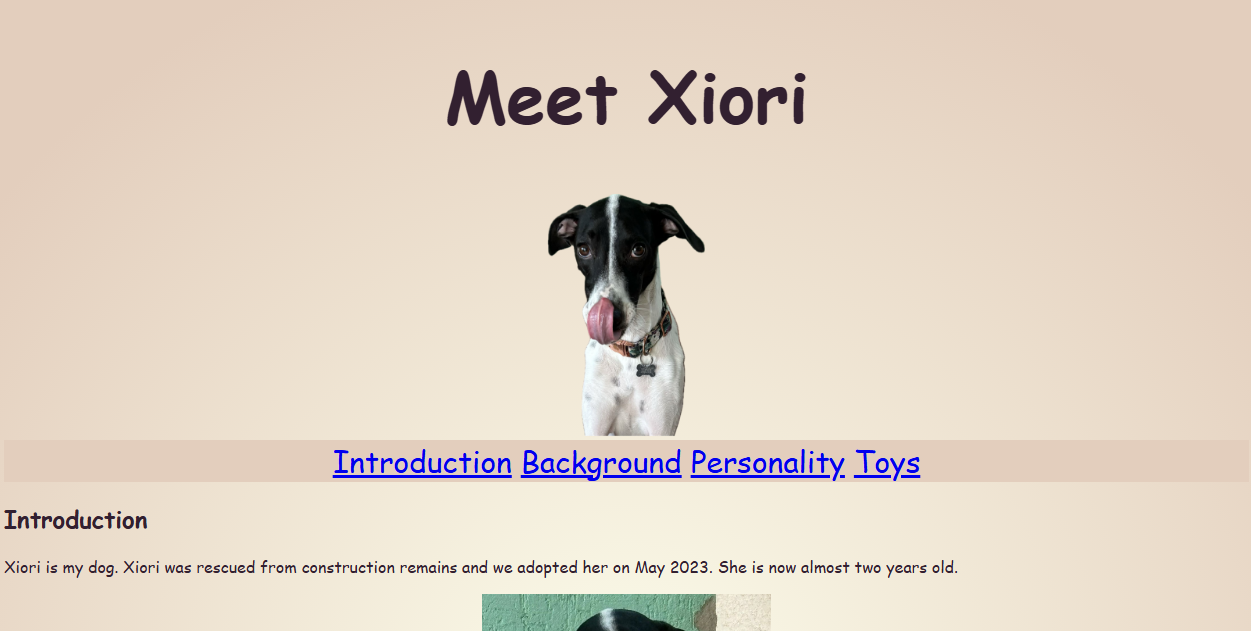 Meet Xiori
Introduction Background Personality Toys
Introduction
Xiori is my dog. Xiori was rescued from construction remains and we adopted her on May 2023. She is now almost two years old.